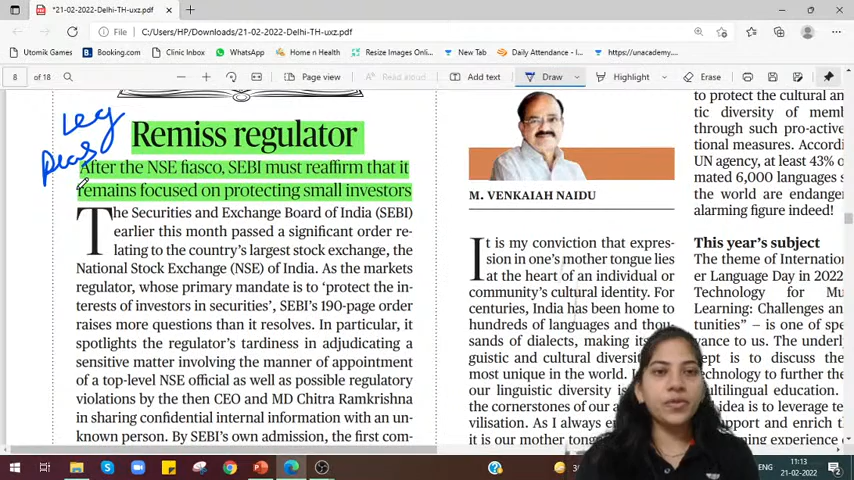 *21-02-2022-Delhi-TH-uxz.pdf
File
C:/Users/HP/Downloads/21-02-2022-Delhi-TH-uxz.pdf
Utomik Games
Booking.com
Clinic Inbox
WhatsApp
Home n Health
Resize Images Onl...
New Tab
Daily Attendance - I...
https://unacademy....
8
of 18
Page view
Read aloud
Add text
Draw
Highlight
Erase
Leg
Remiss regulator
After the NSE fiasco, SEBI must reaffirm that it
remains focused on protecting small investors
The Securities and Exchange Board of India (SEBI)
earlier this month passed a significant order re-
lating to the country's largest stock exchange, the
National Stock Exchange (NSE) of India. As the markets
regulator, whose primary mandate is to 'protect the in-
terests of investors in securities', SEBI's 190-page order
raises more questions than it resolves. In particular, it
spotlights the regulator's tardiness in adjudicating a
sensitive matter involving the manner of appointment
of a top-level NSE official as well as possible regulatory
violations by the then CEO and MD Chitra Ramkrishna
in sharing confidential internal information with an un-
known person. By SEBI's own admission, the first com-
M. VENKAIAH NAIDU
It is my conviction that expres-
sion in one's mother tongue lies
at the heart of an individual or
community's cultural identity. For
centuries, India has been home to
hundreds of languages and thou-
sands of dialects, making its
guistic and cultural diversi
most unique in the world.
our linguistic diversity is
the cornerstones of our a
vilisation. As I always
it is our mother tong
to protect the cultural an
tic diversity of memb
through such pro-active
tional measures. Accordin
UN agency, at least 43% o
mated 6,000 languages s
the world are endanger
alarming figure indeed!
This year's subject
The theme of Internation
er Language Day in 2022
Technology for Mu
Learning: Challenges an
tunities" – is one of spe
vance to us. The underl
ept is to discuss the
echnology to further the
ultilingual education.
idea is to leverage te
upport and enrich t
ning experience
ENG
11:13
21-02-2022